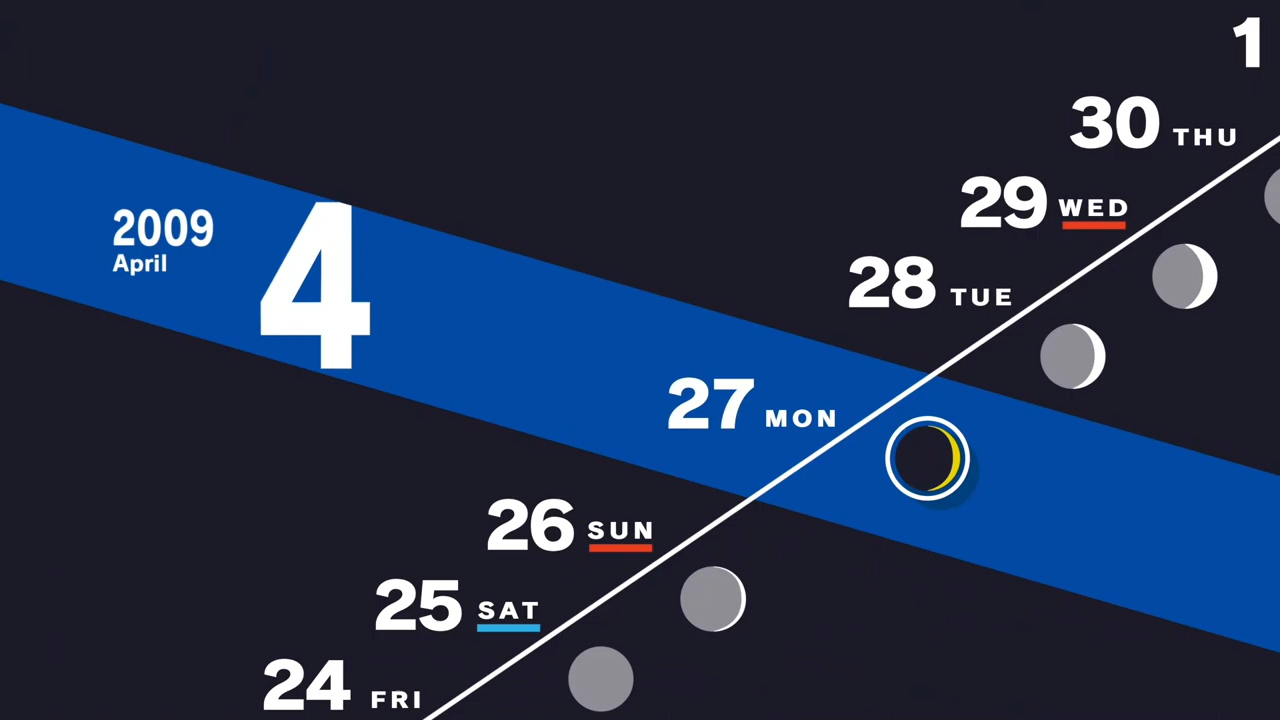 1
30 THU
29 WED
2009
April
4
28 TUE
27 MON
26 SUN
25 SAT
24 FRI